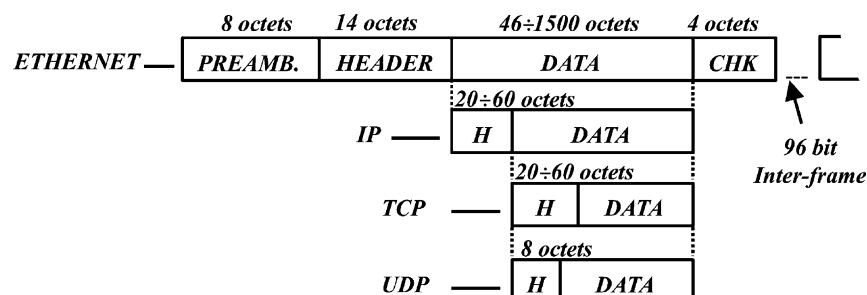 8 octets 14 octets 46÷1500 octets 4 octets
ETHERNET PREAMB. HEADER DATA CHK
20÷60 octets
IP H DATA
96 bit
Inter-frame
20÷60 octets
TCP H DATA
8 octets
UDP H DATA